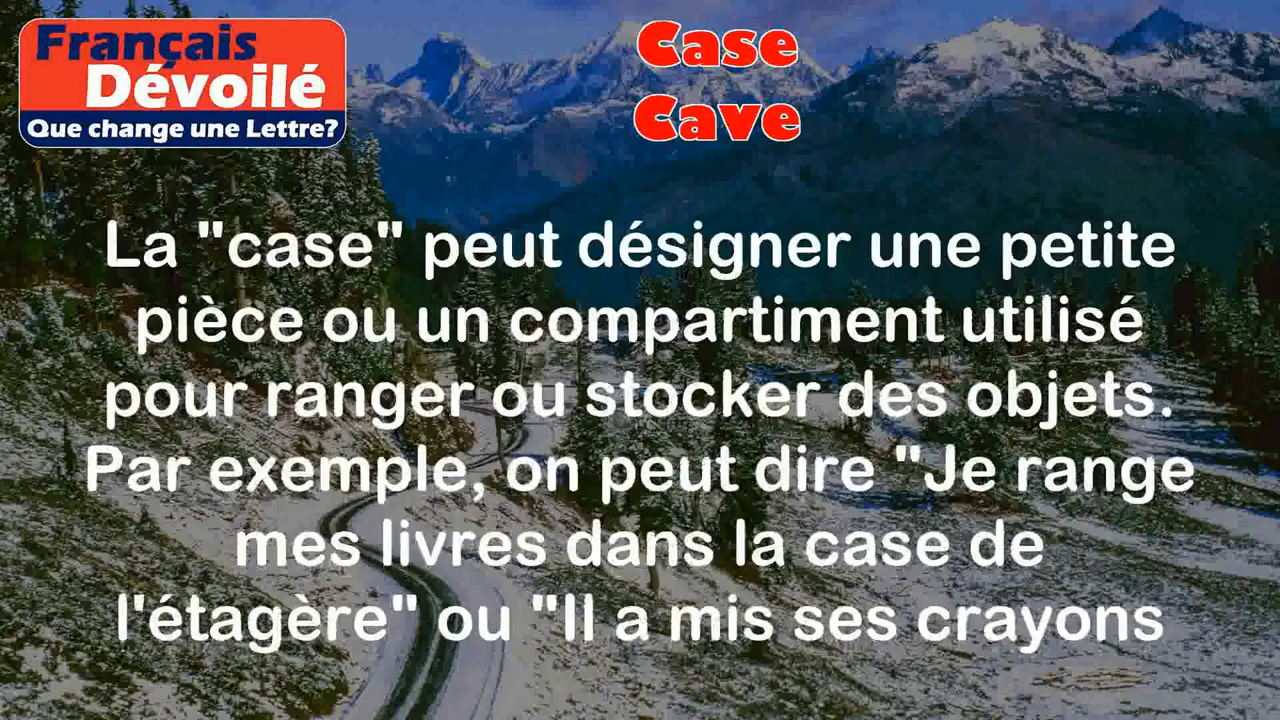 Français
Dévoilé
Que change une Lettre?
Case
Cave
La "case" peut désigner une petite
pièce ou un compartiment utilisé
pour ranger ou stocker des objets.
Par exemple, on peut dire "Je range
mes livres dans la case de
l'étagère" ou "Il a mis ses crayons